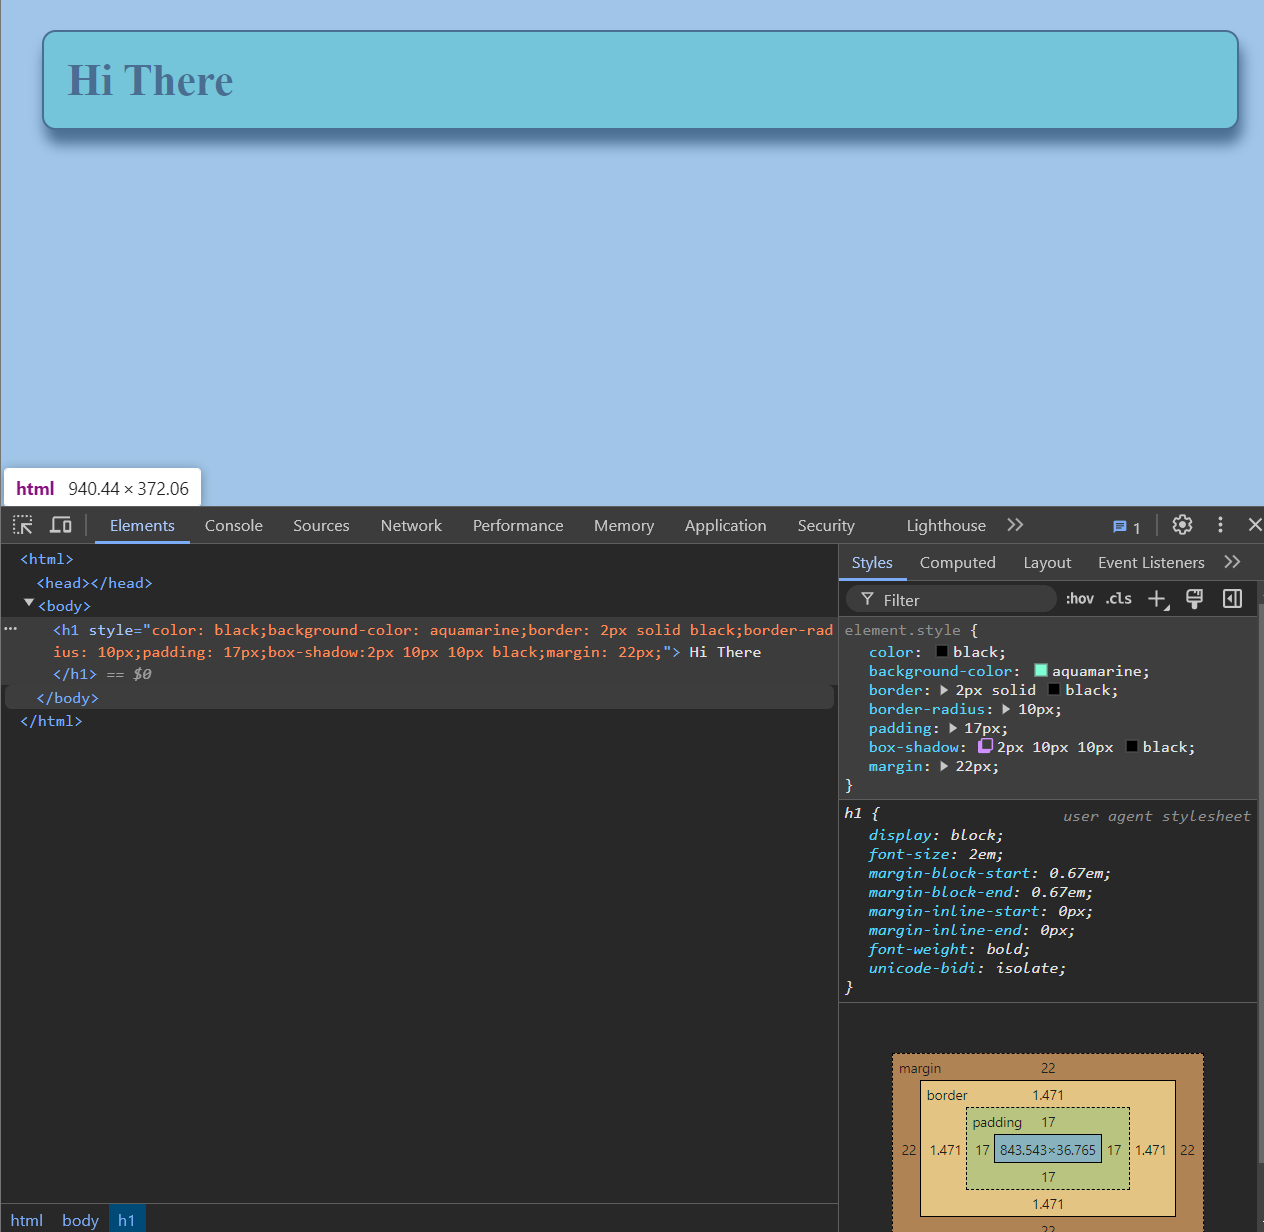 Hi There
html 940.44 × 372.06
Elements Console Sources Network Performance Memory Application Security Lighthouse 1
<html>
<head></head>
<body>
<h1 style="color: black;background-color: aquamarine;border: 2px solid black;border-rad
ius: 10px;padding: 17px;box-shadow:2px 10px 10px black;margin: 22px;"> Hi There
</h1> == $0
</body>
</html>
html body h1
Styles Computed Layout Event Listeners
Filter :hov .cls
element.style {
color: black;
background-color: aquamarine;
border: 2px solid black;
border-radius: 10px;
padding: 17px;
box-shadow: 2px 10px 10px black;
margin: 22px;
}
h1 { user agent stylesheet
display: block;
font-size: 2em;
margin-block-start: 0.67em;
margin-block-end: 0.67em;
margin-inline-start: 0px;
margin-inline-end: 0px;
font-weight: bold;
unicode-bidi: isolate;
}
margin 22
border 1.471
padding 17
22 1.471 17 843.543×36.765 17 1.471 22
17
1.471
22